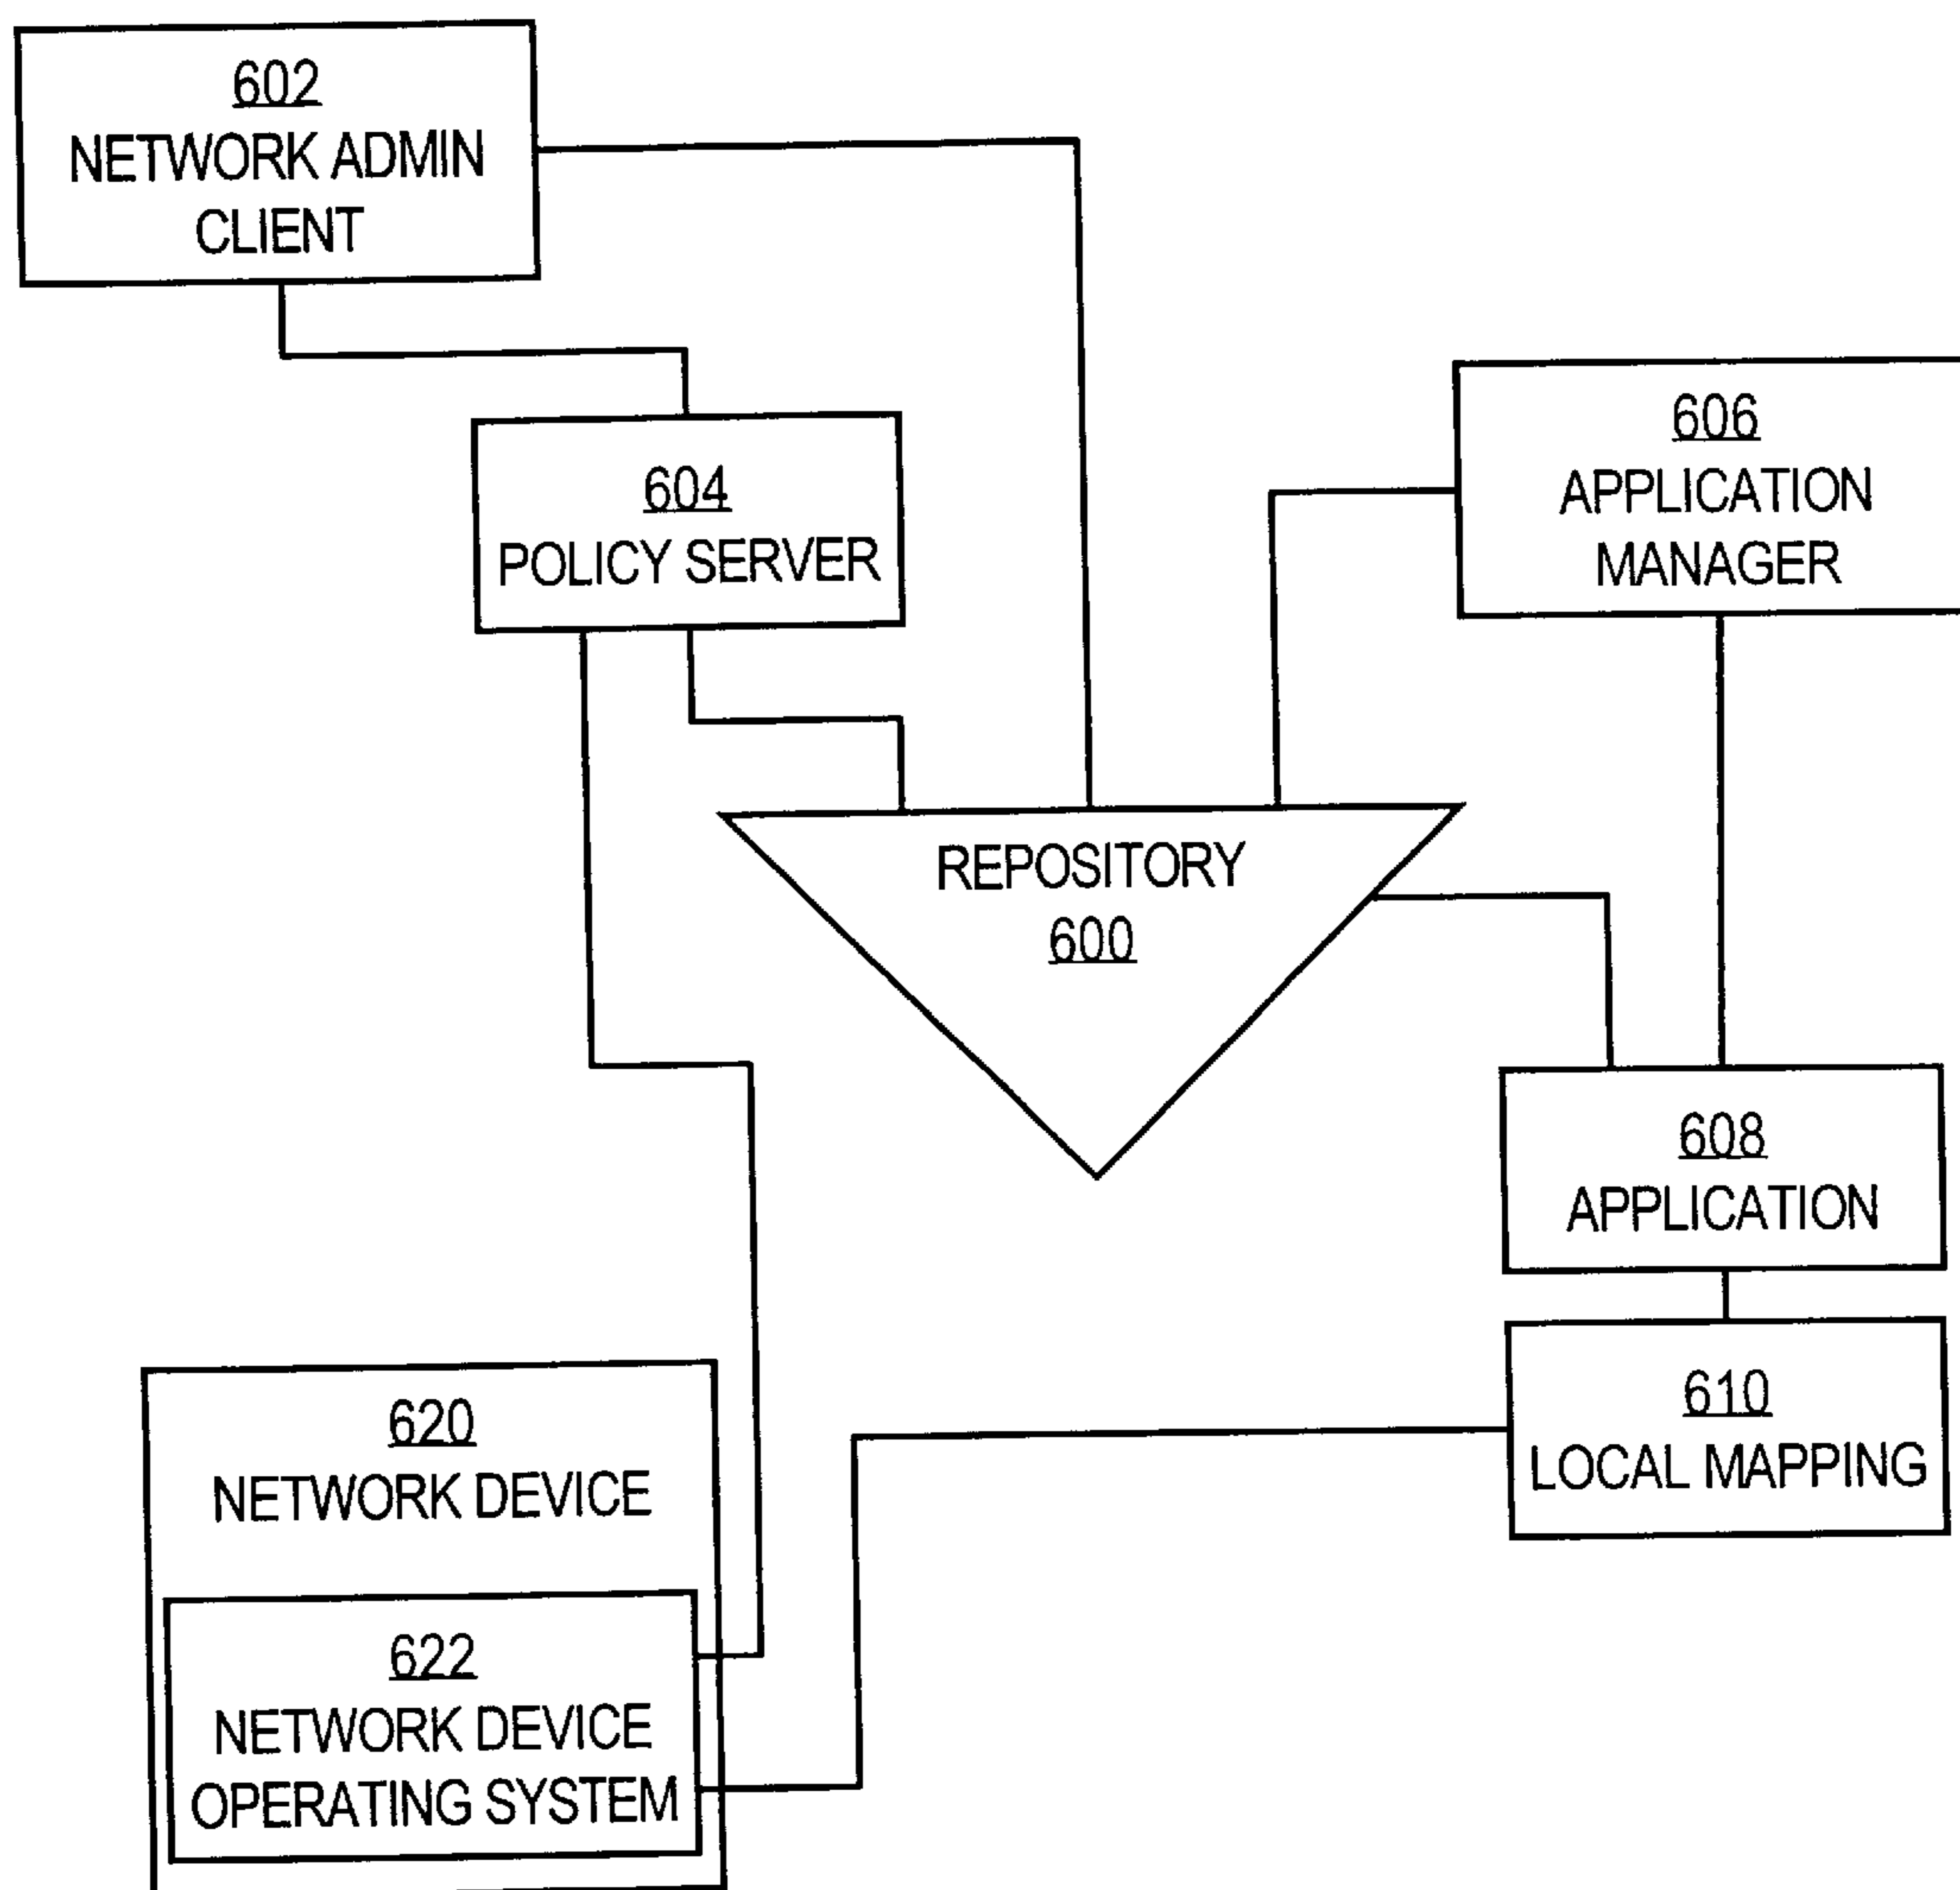 602
NETWORK ADMIN
CLIENT
604
POLICY SERVER
606
APPLICATION
MANAGER
REPOSITORY
600
608
APPLICATION
610
LOCAL MAPPING
620
NETWORK DEVICE
622
NETWORK DEVICE
OPERATING SYSTEM